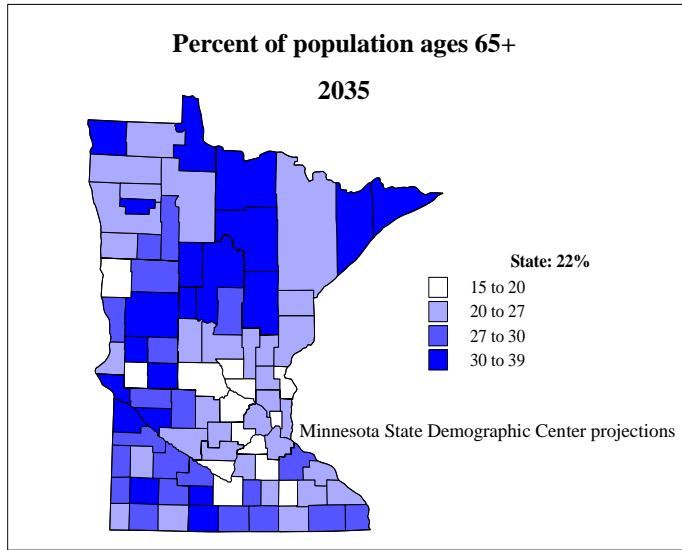 Percent of population ages 65+
2035
State: 22%
15 to 20
20 to 27
27 to 30
30 to 39
Minnesota State Demographic Center projections